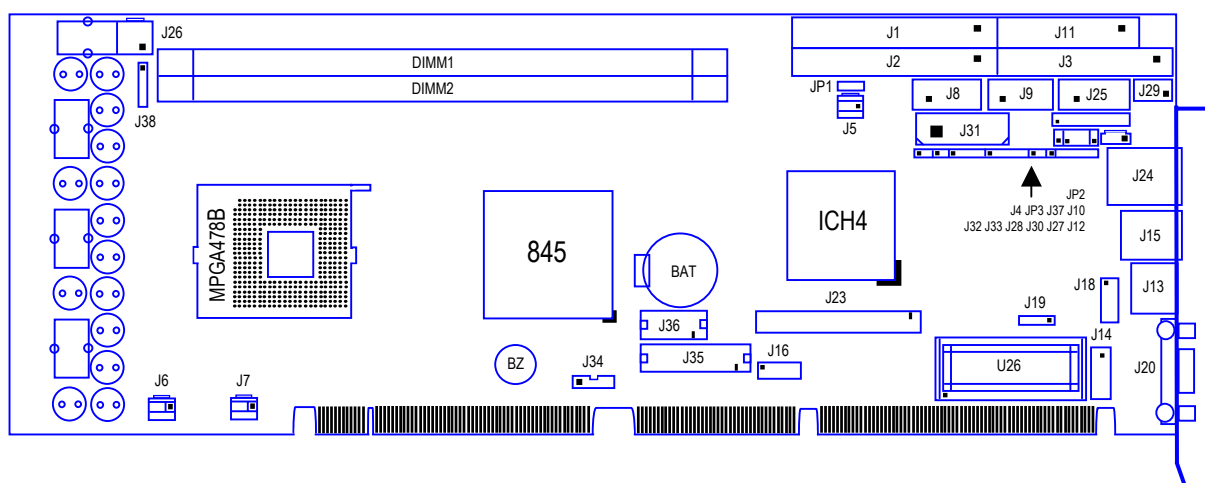 J26
J1
J11
DIMM1
J2
J3
DIMM2
JP1
J8
J9
J25
J29
J38
J5
J31
J24
JP2
J4 JP3 J37 J10
J32 J33 J28 J30 J27 J12
MPGA478B
845
ICH4
J15
BAT
J18
J13
J23
J19
J36
J14
J35
J16
U26
J20
BZ
J34
J6
J7